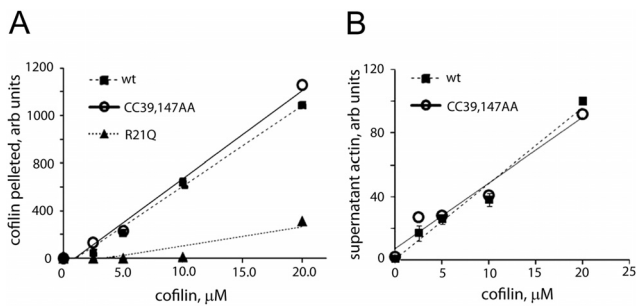 A
cofilin pelleted, arb units
1200
1000
800
600
400
200
0
wt
CC39,147AA
R21Q
0
5.0
10.0
15.0
20.0
cofilin, μM
B
supernatant actin, arb units
120
80
40
0
wt
CC39,147AA
0
5
10
15
20
25
cofilin, μM